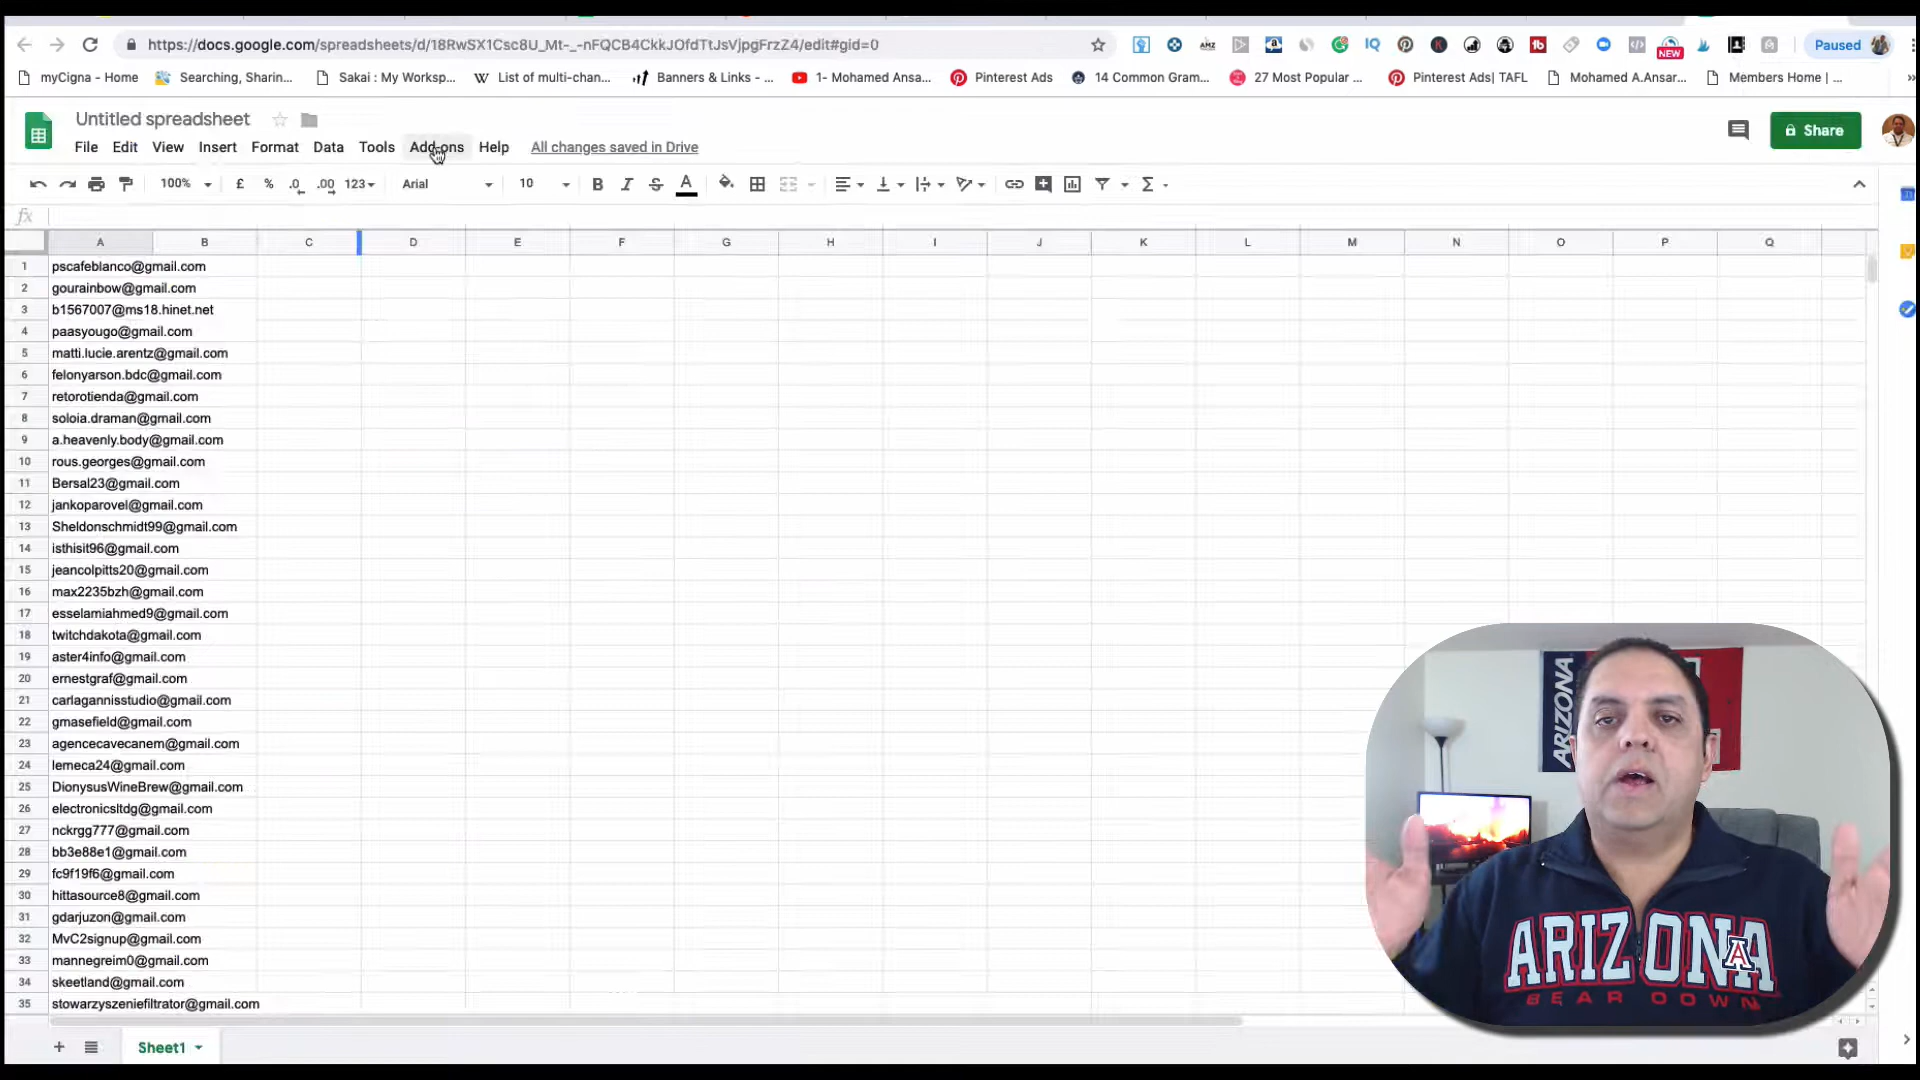 https://docs.google.com/spreadsheets/d/18RwSX1Csc8U_Mt-_-nFQCB4CkkJOfdTtJsVjpgFrzZ4/edit#gid=0
AMZ
IQ
NEW
Paused
myCignai - Home
Searching, Sharin...
Sakai : My Worksp...
List of multi-chan...
Banners & Links - ...
1- Mohamed Ansa...
Pinterest Ads
14 Common Gram...
27 Most Popular ...
Pinterest Ads| TAFL
Mohamed A.Ansar...
Members Home | ...
Untitled spreadsheet
Share
File Edit View Insert Format Data Tools Add-ons Help All changes saved in Drive
100% £ % .0 .00 123 Arial 10 B I S A Σ
fx
A B C D E F G H I J K L M N O P Q
1 pscafeblanco@gmail.com
2 gourainbow@gmail.com
3 b1567007@ms18.hinet.net
4 paasyougo@gmail.com
5 matti.lucie.arentz@gmail.com
6 felonyarson.bdc@gmail.com
7 retorotienda@gmail.com
8 soloia.draman@gmail.com
9 a.heavenly.body@gmail.com
10 rous.georges@gmail.com
11 Bersal23@gmail.com
12 jankoparovel@gmail.com
13 Sheldonschmidt99@gmail.com
14 isthisit96@gmail.com
15 jeancolpitts20@gmail.com
16 max2235bzh@gmail.com
17 esselamiahmed9@gmail.com
18 twitchdakota@gmail.com
19 aster4info@gmail.com
20 ernestgraf@gmail.com
21 carlagannisstudio@gmail.com
22 gmasefield@gmail.com
23 agencecavecanem@gmail.com
24 lemeca24@gmail.com
25 DionysusWineBrew@gmail.com
26 electronicsltdg@gmail.com
27 nckrgg777@gmail.com
28 bb3e88e1@gmail.com
29 fc9f19f6@gmail.com
30 hittasource8@gmail.com
31 gdarjuzon@gmail.com
32 MvC2signup@gmail.com
33 mannegreim0@gmail.com
34 skeetland@gmail.com
35 stowarzyszeniefiltrator@gmail.com
ARIZONA
ARIZONA
A
BEAR DOWN
Sheet1